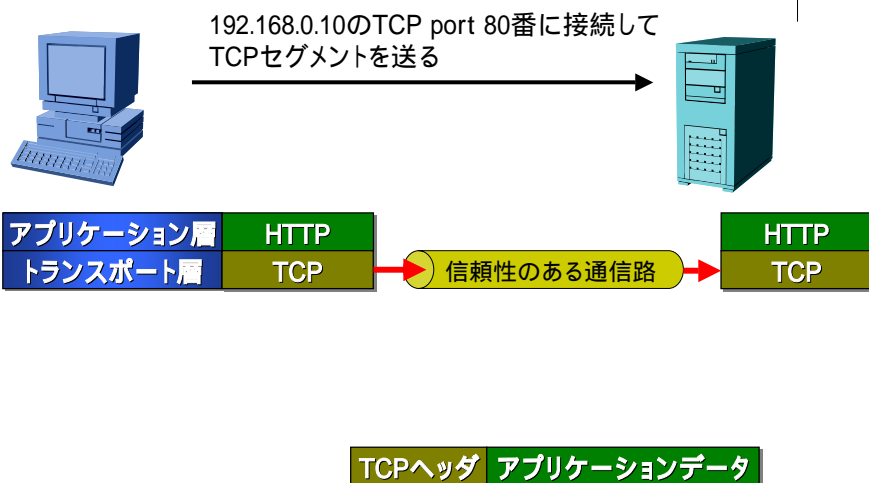 192.168.0.10のTCP port 80番に接続して
TCPセグメントを送る
アプリケーション層 HTTP HTTP
トランスポート層 TCP 信頼性のある通信路 TCP
TCPヘッダ アプリケーションデータ